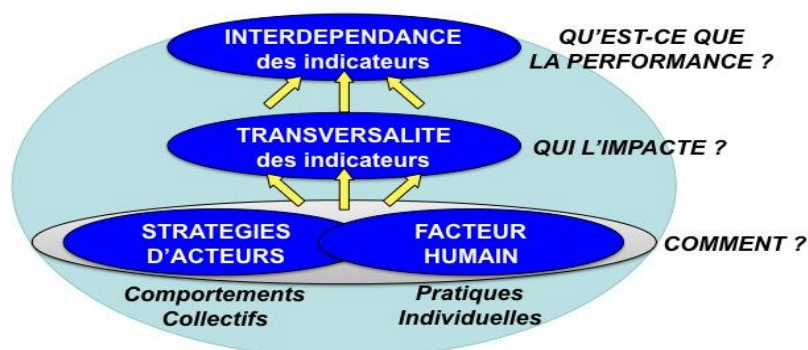 INTERDEPENDANCE
des indicateurs
QU'EST-CE QUE
LA PERFORMANCE ?
TRANSVERSALITE
des indicateurs
QUI L'IMPACTE ?
STRATEGIES
D'ACTEURS
FACTEUR
HUMAIN
COMMENT ?
Comportements
Collectifs
Pratiques
Individuelles